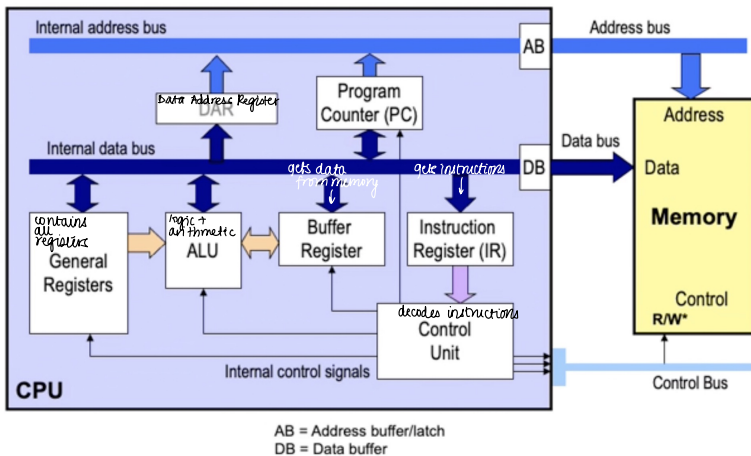 Internal address bus
AB
Address bus
Data Address Register
DAR
Program
Counter (PC)
Address
Internal data bus
gets data
from memory
gets instructions
DB
Data bus
Data
Memory
contains
all
registers
General
Registers
logic +
arithmetic
ALU
Buffer
Register
Instruction
Register (IR)
decodes instructions
Control
Unit
Control
R/W*
Internal control signals
CPU
Control Bus
AB = Address buffer/latch
DB = Data buffer